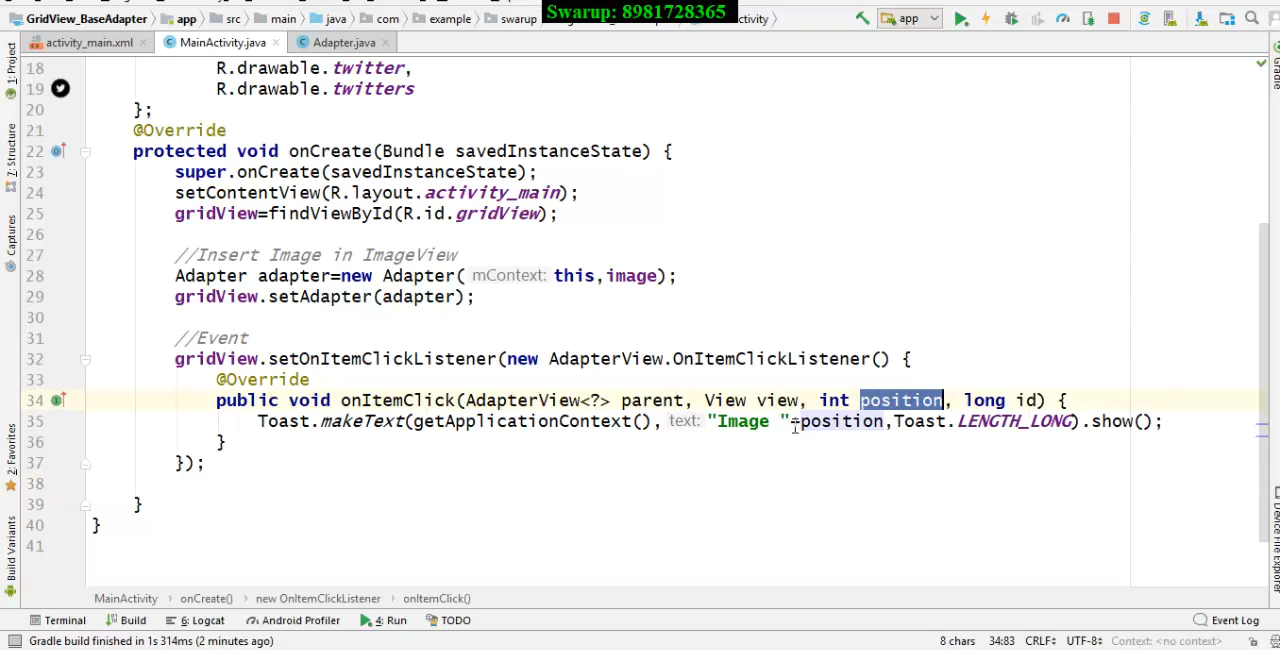 Swarup: 8981728365
GridView_BaseAdapter app src main java com example swarup ctivity app
activity_main.xml MainActivity.java Adapter.java
1: Project
Z: Structure
Captures
2: Favorites
Build Variants
Gradle
Device File Explorer
18 R.drawable.twitter,
19 R.drawable.twitters
20 };
21 @Override
22 protected void onCreate(Bundle savedInstanceState) {
23 super.onCreate(savedInstanceState);
24 setContentView(R.layout.activity_main);
25 gridView=findViewById(R.id.gridView);
26
27 //Insert Image in ImageView
28 Adapter adapter=new Adapter( mContext: this,image);
29 gridView.setAdapter(adapter);
30
31 //Event
32 gridView.setOnItemClickListener(new AdapterView.OnItemClickListener() {
33 @Override
34 public void onItemClick(AdapterView<?> parent, View view, int position, long id) {
35 Toast.makeText(getApplicationContext(), text: "Image "+position,Toast.LENGTH_LONG).show();
36 }
37 });
38
39 }
40 }
41
MainActivity › onCreate() › new OnItemClickListener › onItemClick()
Terminal Build 6: Logcat Android Profiler 4: Run TODO Event Log
Gradle build finished in 1s 314ms (2 minutes ago) 8 chars 34:83 CRLF UTF-8 Context: <no context>